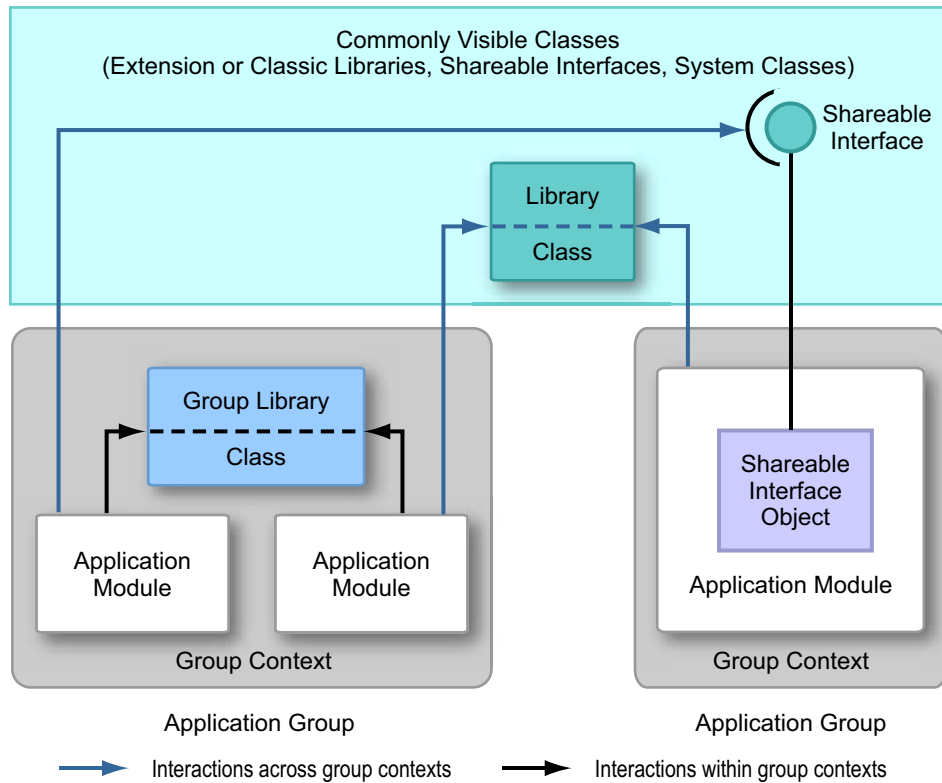 Commonly Visible Classes
(Extension or Classic Libraries, Shareable Interfaces, System Classes)
Shareable
Interface
Library
Class
Group Library
Class
Application
Module
Application
Module
Group Context
Shareable
Interface
Object
Application Module
Group Context
Application Group
Application Group
Interactions across group contexts
Interactions within group contexts